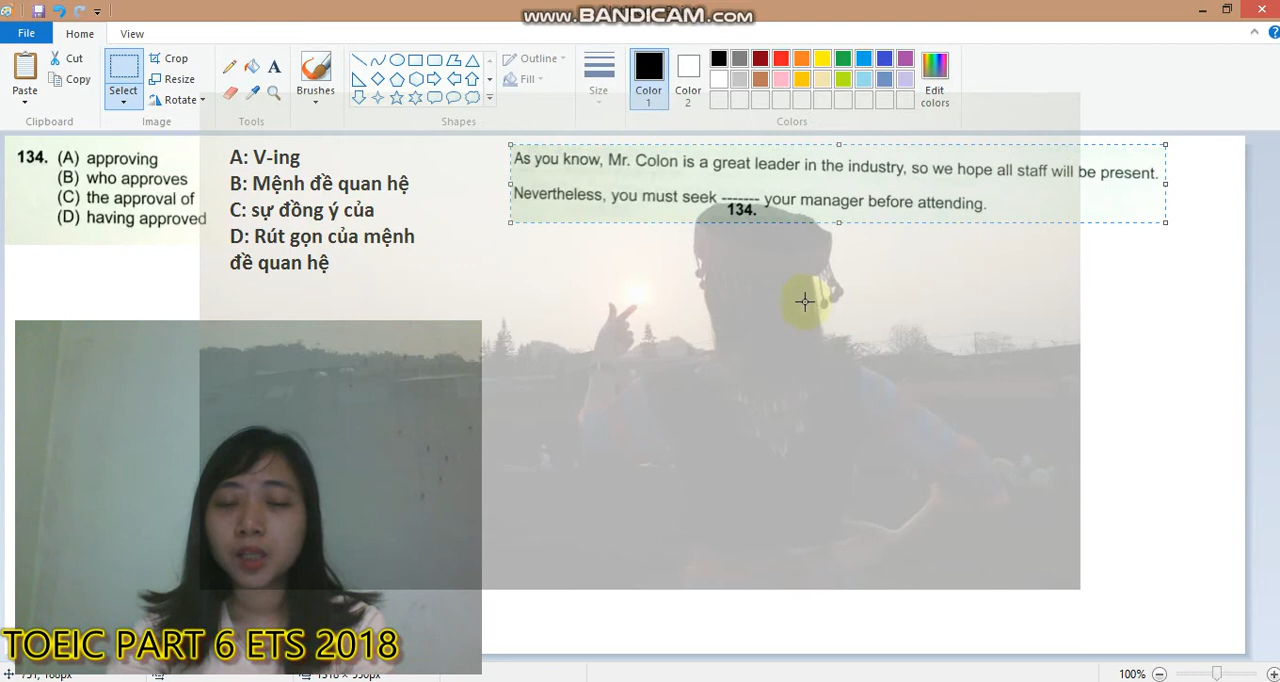 www.BANDICAM.com
File
Home
View
Paste
Cut
Copy
Clipboard
Select
Crop
Resize
Rotate
Image
A
Tools
Brushes
Outline
Fill
Shapes
Size
Color
1
Color
2
Edit
colors
Colors
134. (A) approving
(B) who approves
(C) the approval of
(D) having approved
A: V-ing
B: Mệnh đề quan hệ
C: sự đồng ý của
D: Rút gọn của mệnh
đề quan hệ
As you know, Mr. Colon is a great leader in the industry, so we hope all staff will be present.
Nevertheless, you must seek ------- your manager before attending.
134.
TOEIC PART 6 ETS 2018
100%